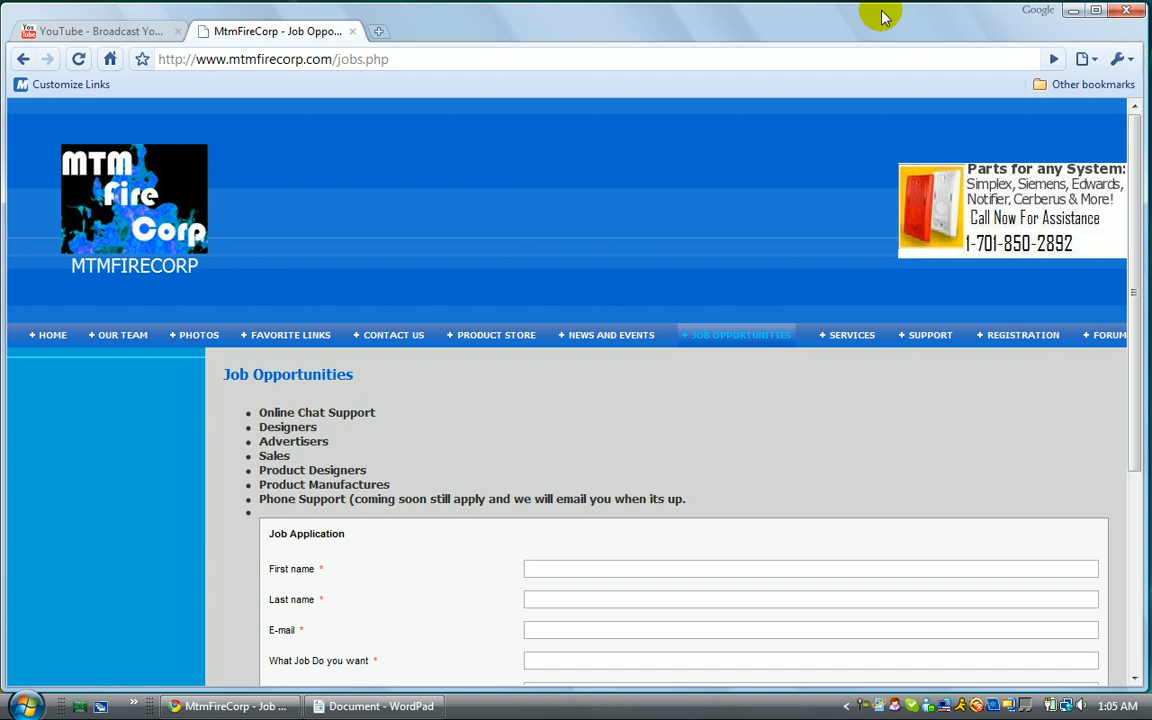 Google
You Tube YouTube - Broadcast Yo...
MtmFireCorp - Job Oppo...
http://www.mtmfirecorp.com/jobs.php
Customize Links
Other bookmarks
MTM
Fire
Corp
MTMFIRECORP
Parts for any System:
Simplex, Siemens, Edwards,
Notifier, Cerberus & More!
Call Now For Assistance
1-701-850-2892
+ HOME + OUR TEAM + PHOTOS + FAVORITE LINKS + CONTACT US + PRODUCT STORE + NEWS AND EVENTS + JOB OPPORTUNITIES + SERVICES + SUPPORT + REGISTRATION + FORUM
Job Opportunities
• Online Chat Support
• Designers
• Advertisers
• Sales
• Product Designers
• Product Manufactures
• Phone Support (coming soon still apply and we will email you when its up.
•
Job Application
First name *
Last name *
E-mail *
What Job Do you want *
» MtmFireCorp - Job ... Document - WordPad < 1:05 AM